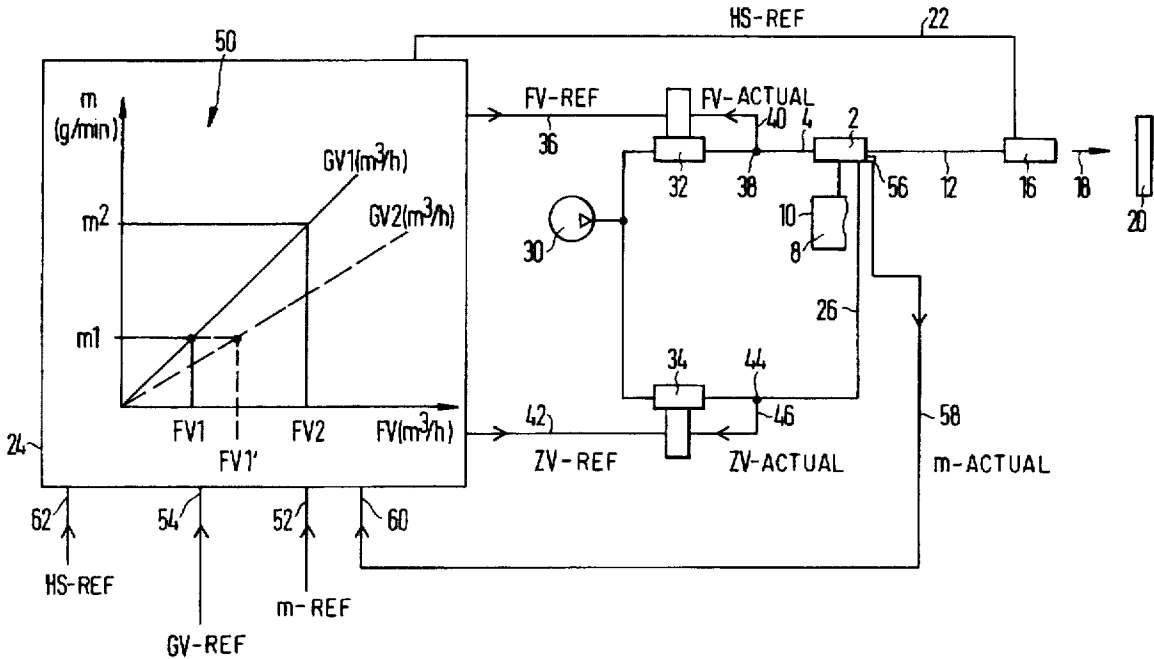 HS-REF
22
50
m
(g/min)
GV1(m³/h)
GV2(m³/h)
m2
m1
FV1
FV2
FV(m³/h)
FV1'
24
FV-REF
36
FV-ACTUAL
40
4
2
32
38
56
12
16
18
20
30
10
8
26
34
44
46
42
ZV-REF
ZV-ACTUAL
58
m-ACTUAL
62
54
52
60
HS-REF
GV-REF
m-REF